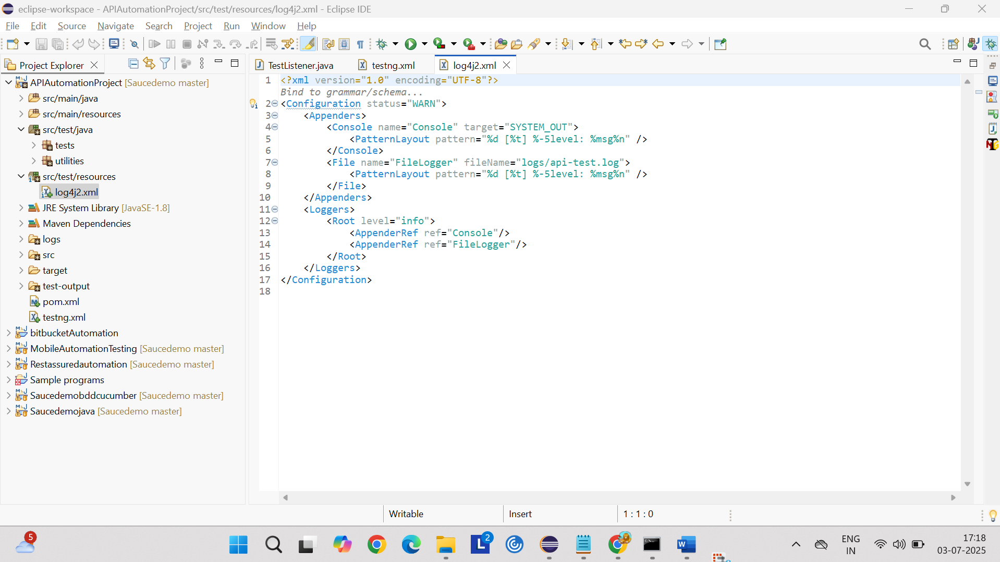 eclipse-workspace - APIAutomationProject/src/test/resources/log4j2.xml - Eclipse IDE
File Edit Source Navigate Search Project Run Window Help
Project Explorer
APIAutomationProject [Saucedemo master]
src/main/java
src/main/resources
src/test/java
tests
utilities
src/test/resources
log4j2.xml
JRE System Library [JavaSE-1.8]
Maven Dependencies
logs
src
target
test-output
pom.xml
testng.xml
bitbucketAutomation
MobileAutomationTesting [Saucedemo master]
Restassuredautomation [Saucedemo master]
Sample programs
Saucedemobddcucumber [Saucedemo master]
Saucedemojava [Saucedemo master]
TestListener.java testng.xml log4j2.xml
1 <?xml version="1.0" encoding="UTF-8"?>
Bind to grammar/schema...
2 <Configuration status="WARN">
3     <Appenders>
4         <Console name="Console" target="SYSTEM_OUT">
5             <PatternLayout pattern="%d [%t] %-5level: %msg%n" />
6         </Console>
7         <File name="FileLogger" fileName="logs/api-test.log">
8             <PatternLayout pattern="%d [%t] %-5level: %msg%n" />
9         </File>
10     </Appenders>
11     <Loggers>
12         <Root level="info">
13             <AppenderRef ref="Console"/>
14             <AppenderRef ref="FileLogger"/>
15         </Root>
16     </Loggers>
17 </Configuration>
18
Writable Insert 1 : 1 : 0
5
2
ENG
IN
17:18
03-07-2025